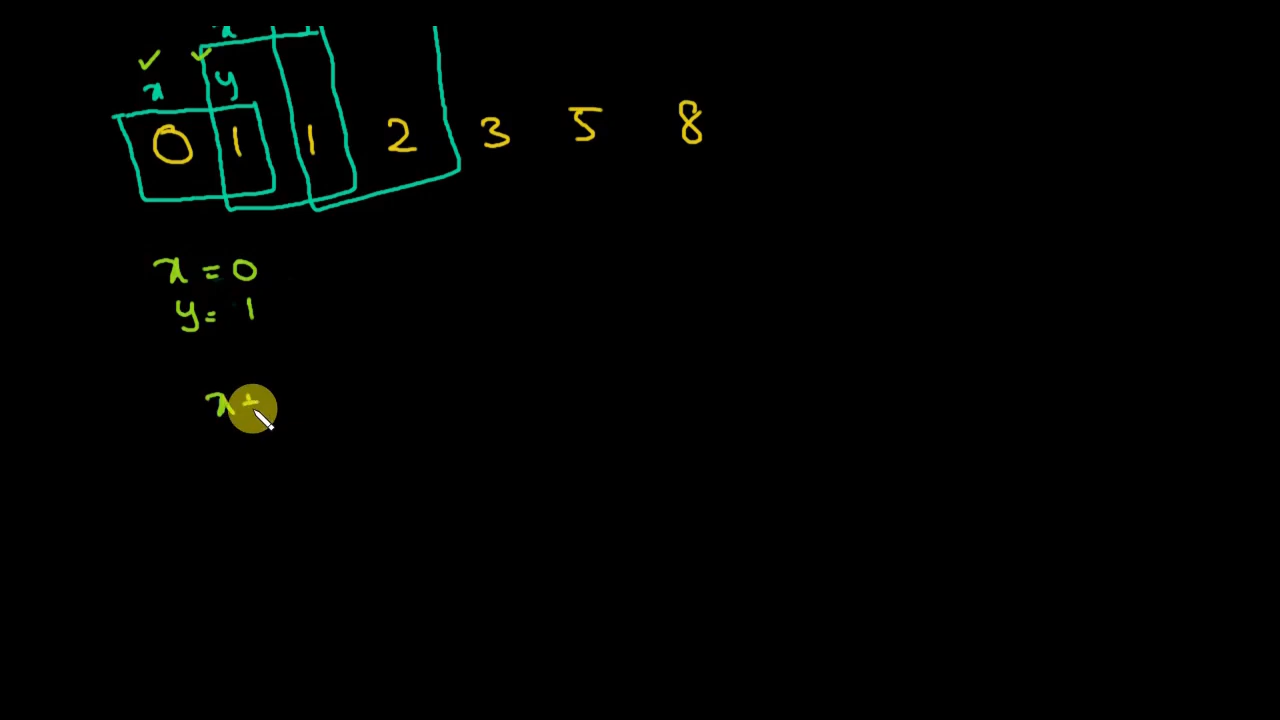 x
x y
0 1 1 2 3 5 8
x = 0
y = 1
x +